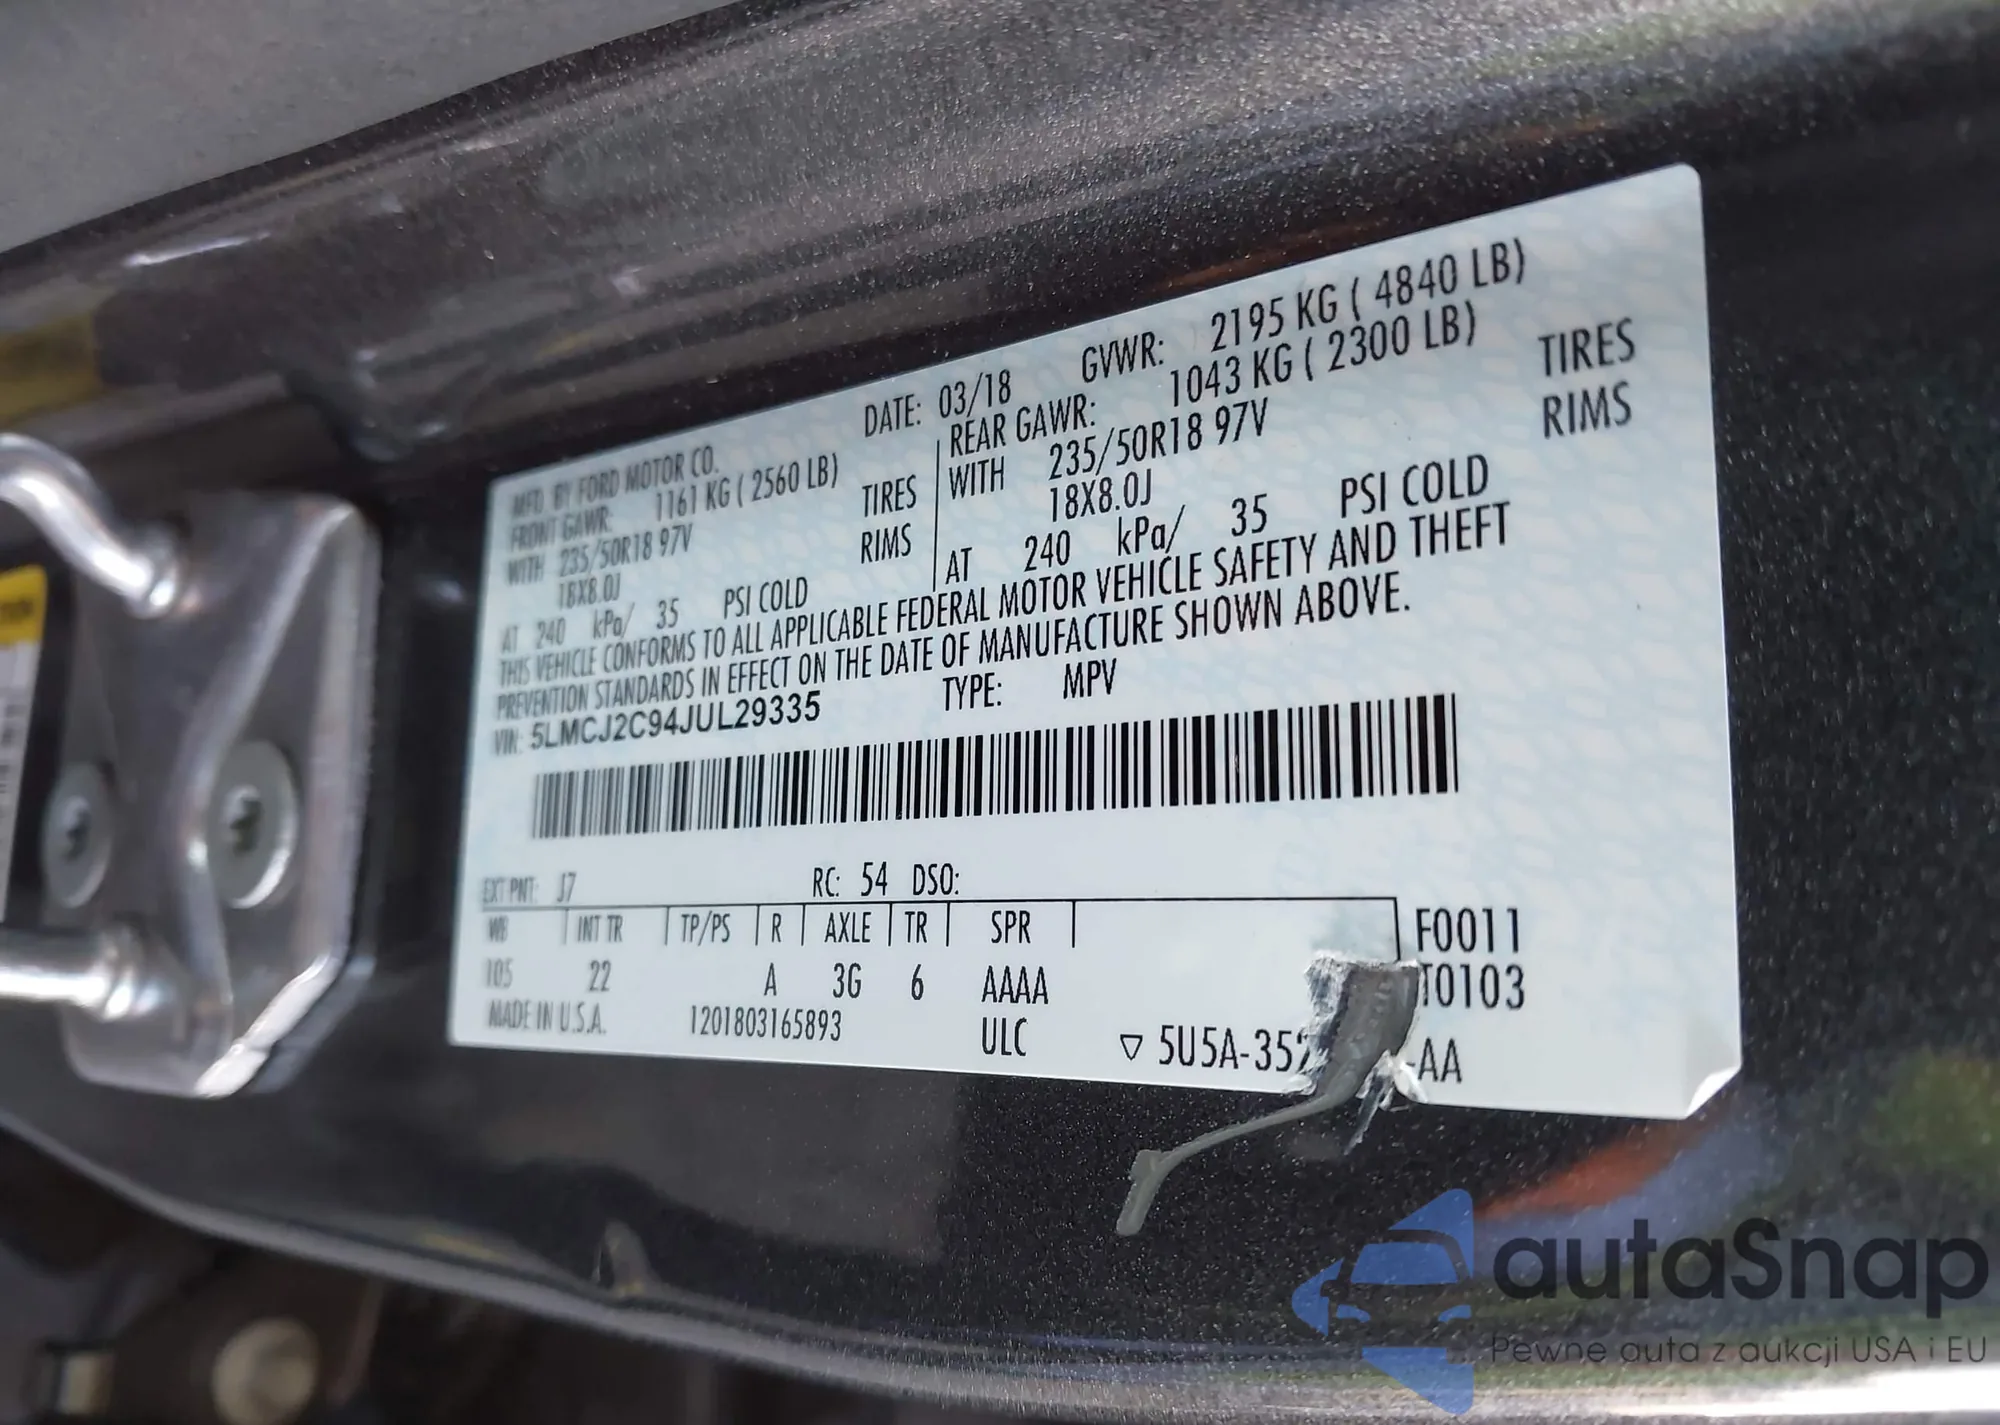 MFD. BY FORD MOTOR CO. DATE: 03/18 GVWR: 2195 KG ( 4840 LB)
FRONT GAWR: 1161 KG ( 2560 LB) REAR GAWR: 1043 KG ( 2300 LB)
WITH 235/50R18 97V TIRES WITH 235/50R18 97V TIRES
18X8.0J RIMS 18X8.0J RIMS
AT 240 kPa/ 35 PSI COLD AT 240 kPa/ 35 PSI COLD
THIS VEHICLE CONFORMS TO ALL APPLICABLE FEDERAL MOTOR VEHICLE SAFETY AND THEFT
PREVENTION STANDARDS IN EFFECT ON THE DATE OF MANUFACTURE SHOWN ABOVE.
VIN: 5LMCJ2C94JUL29335 TYPE: MPV
EXT PNT: J7 RC: 54 DSO:
WB INT TR TP/PS R AXLE TR SPR F0011
105 22 A 3G 6 AAAA T0103
MADE IN U.S.A. 1201803165893 ULC ▽ 5U5A-352 -AA
autaSnap
Pewne auta z aukcji USA i EU